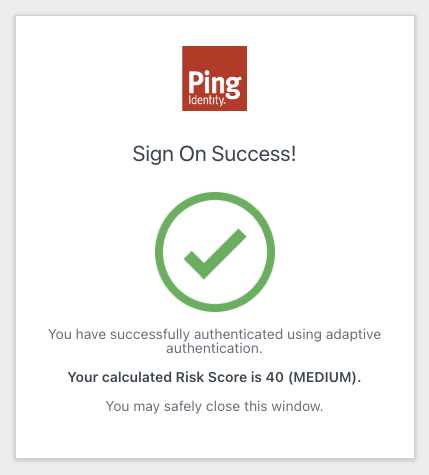 Ping
Identity.
Sign On Success!
You have successfully authenticated using adaptive
authentication.
Your calculated Risk Score is 40 (MEDIUM).
You may safely close this window.